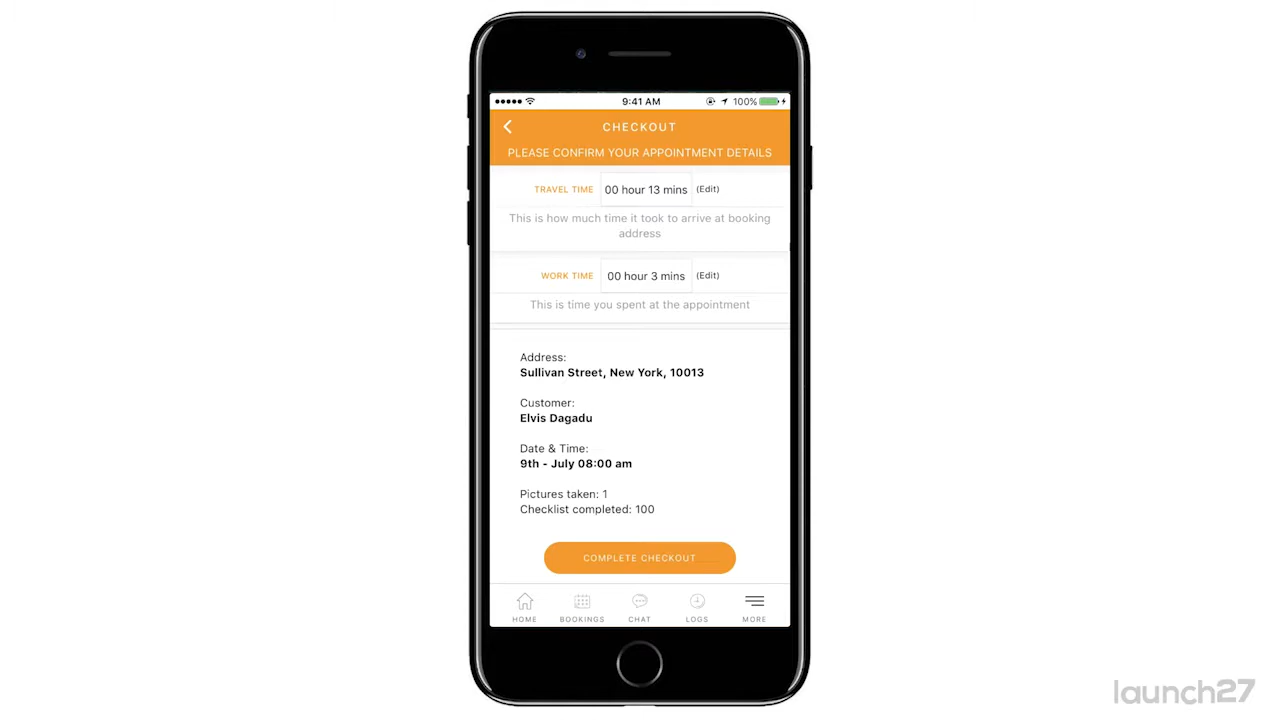 9:41 AM
100%
CHECKOUT
PLEASE CONFIRM YOUR APPOINTMENT DETAILS
TRAVEL TIME 00 hour 13 mins (Edit)
This is how much time it took to arrive at booking
address
WORK TIME 00 hour 3 mins (Edit)
This is time you spent at the appointment
Address:
Sullivan Street, New York, 10013
Customer:
Elvis Dagadu
Date & Time:
9th - July 08:00 am
Pictures taken: 1
Checklist completed: 100
COMPLETE CHECKOUT
HOME BOOKINGS CHAT LOGS MORE
launch27